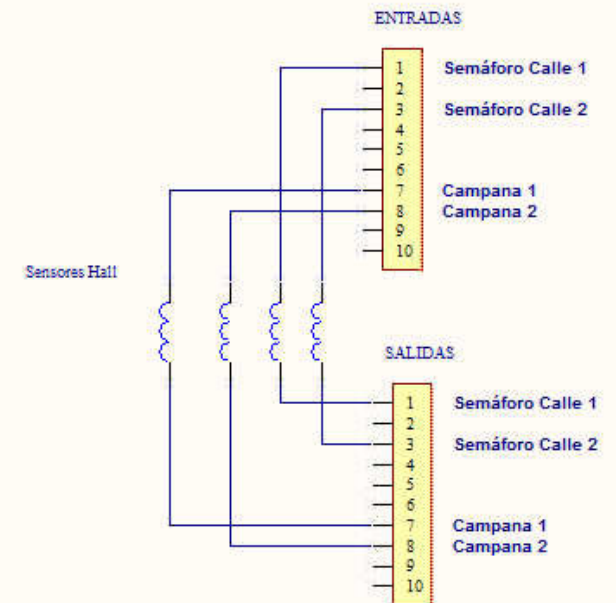 ENTRADAS
1 Semáforo Calle 1
2
3 Semáforo Calle 2
4
5
6
7 Campana 1
8 Campana 2
9
10
Sensores Hall
SALIDAS
1 Semáforo Calle 1
2
3 Semáforo Calle 2
4
5
6
7 Campana 1
8 Campana 2
9
10